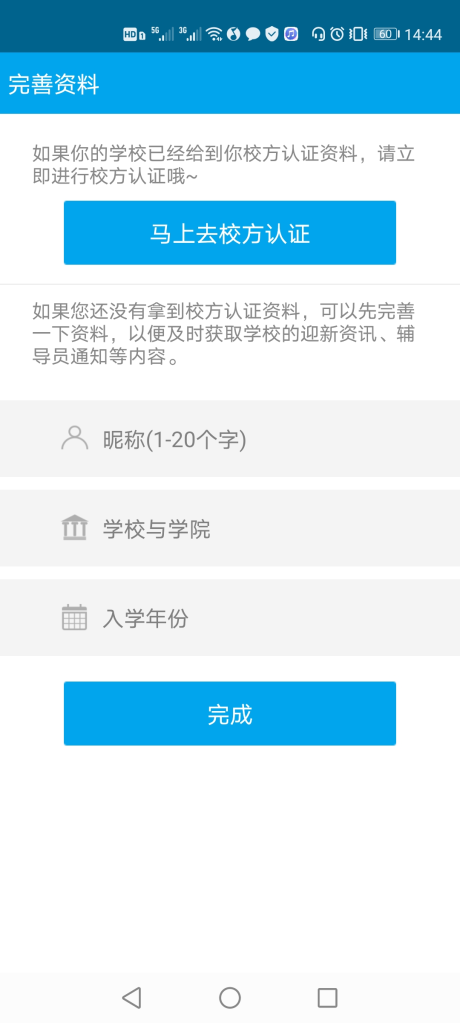 HD 1 5G 3G 60 14:44
完善资料
如果你的学校已经给到你校方认证资料，请立
即进行校方认证哦~
马上去校方认证
如果您还没有拿到校方认证资料，可以先完善
一下资料，以便及时获取学校的迎新资讯、辅
导员通知等内容。
昵称(1-20个字)
学校与学院
入学年份
完成